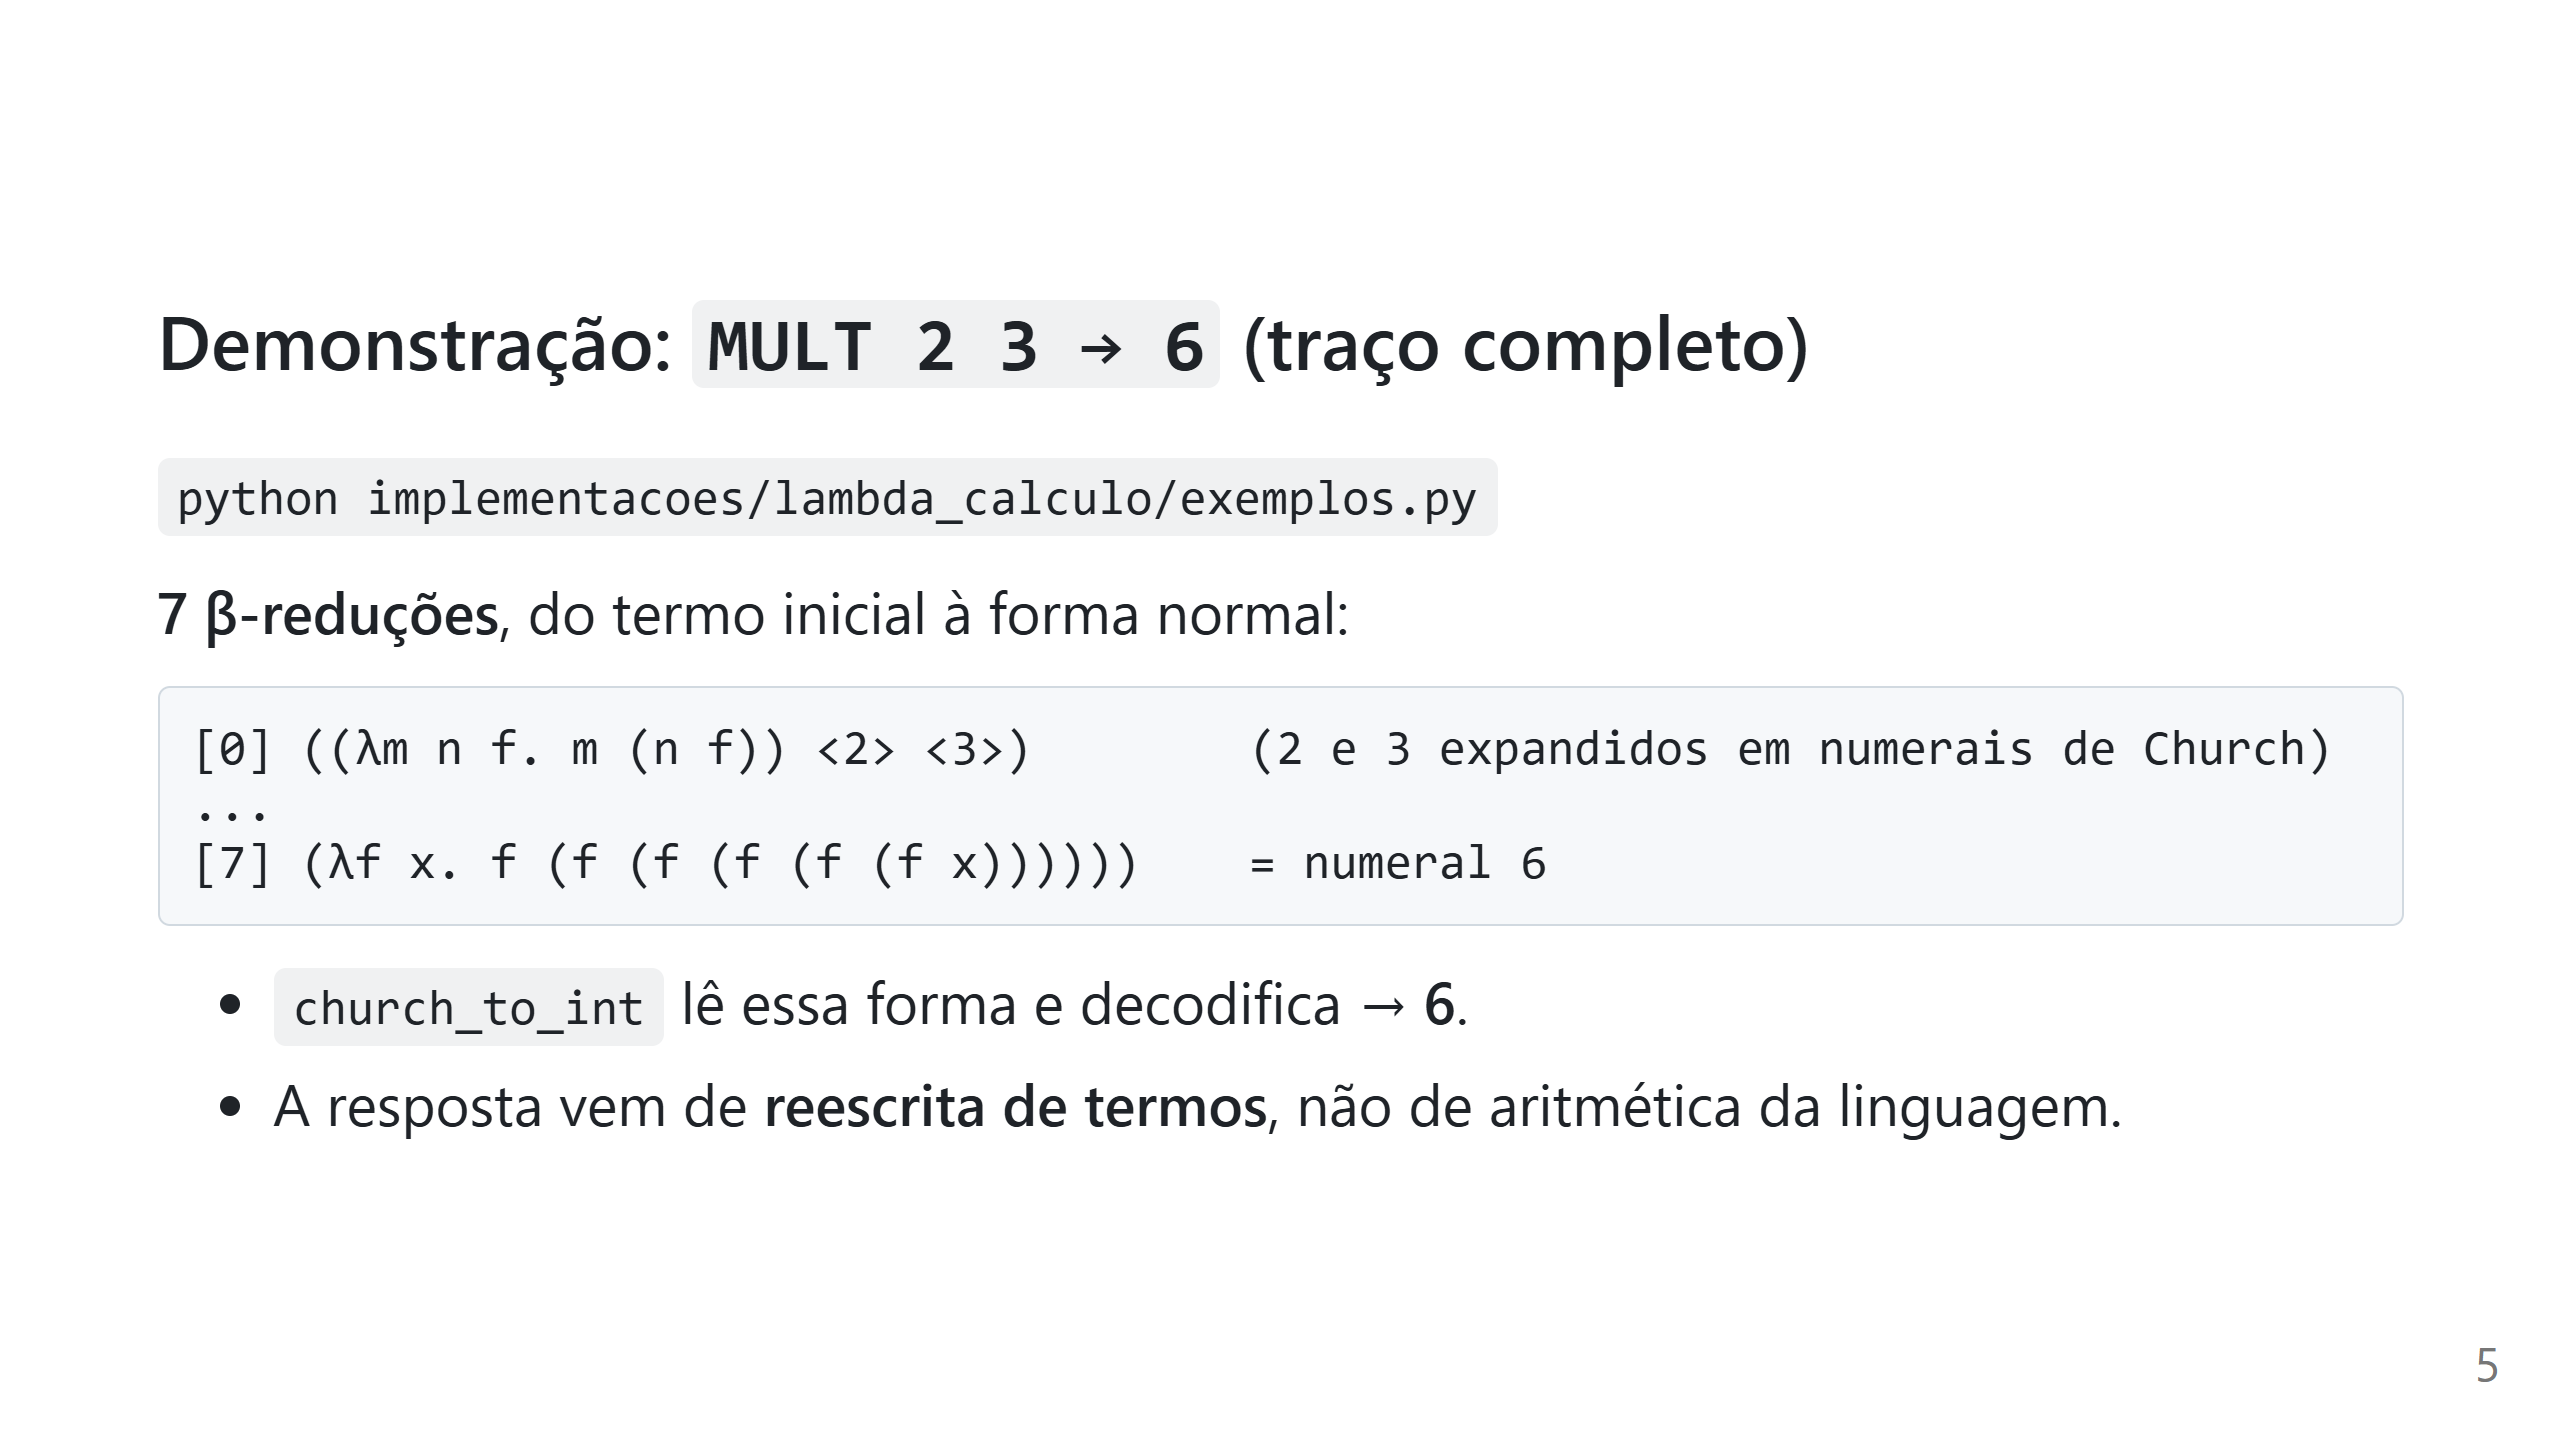 Demonstração: MULT 2 3 → 6 (traço completo)
python implementacoes/lambda_calculo/exemplos.py
7 β-reduções, do termo inicial à forma normal:
[0] ((λm n f. m (n f)) <2> <3>)        (2 e 3 expandidos em numerais de Church)
...
[7] (λf x. f (f (f (f (f (f x))))))    = numeral 6
• church_to_int lê essa forma e decodifica → 6.
• A resposta vem de reescrita de termos, não de aritmética da linguagem.
5